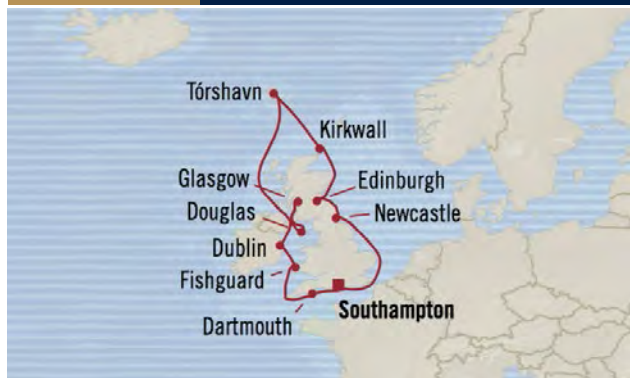 Tórshavn
Kirkwall
Glasgow
Edinburgh
Douglas
Newcastle
Dublin
Fishguard
Southampton
Dartmouth